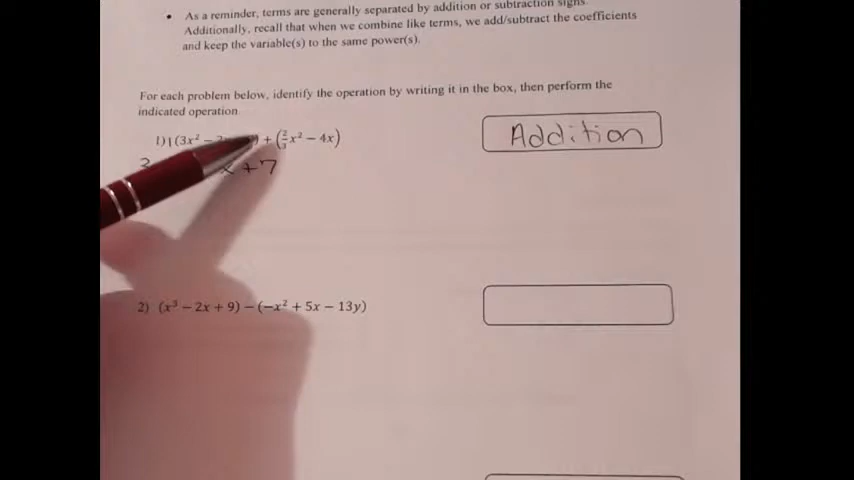 • As a reminder, terms are generally separated by addition or subtraction signs.
Additionally, recall that when we combine like terms, we add/subtract the coefficients
and keep the variable(s) to the same power(s).
For each problem below, identify the operation by writing it in the box, then perform the
indicated operation.
1) (3x² − + (⅔x² − 4x)
Addition
3 x + 7
2) (x³ − 2x + 9) − (−x² + 5x − 13y)